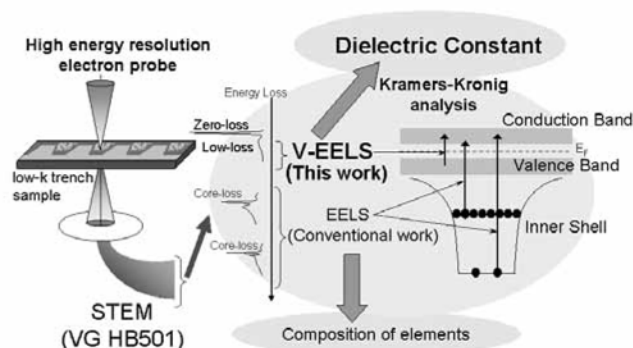 High energy resolution
electron probe
low-k trench
sample
STEM
(VG HB501)
Energy Loss
Zero-loss
Low-loss
Core-loss
Core-loss
Dielectric Constant
Kramers-Kronig
analysis
V-EELS
(This work)
EELS
(Conventional work)
Conduction Band
E_F
Valence Band
Inner Shell
Composition of elements